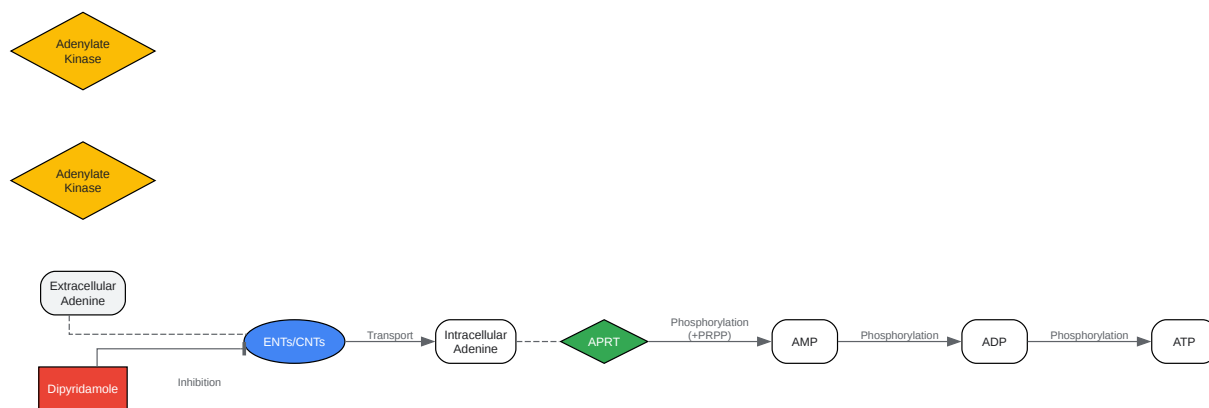 Adenylate
Kinase
Adenylate
Kinase
Extracellular
Adenine
Dipyridamole
Inhibition
ENTs/CNTs
Transport
Intracellular
Adenine
APRT
Phosphorylation
(+PRPP)
AMP
Phosphorylation
ADP
Phosphorylation
ATP